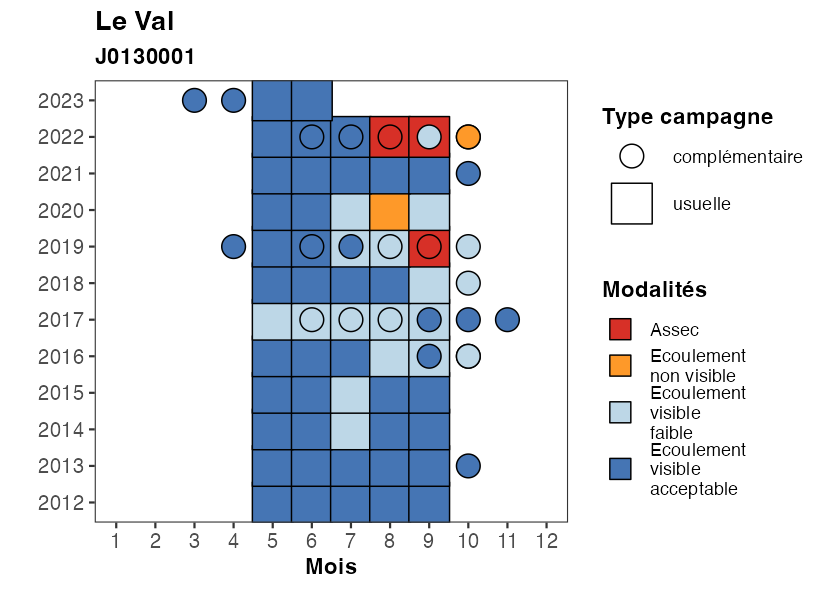 Le Val
J0130001
2023
2022
2021
2020
2019
2018
2017
2016
2015
2014
2013
2012
1 2 3 4 5 6 7 8 9 10 11 12
Mois
Type campagne
complémentaire
usuelle
Modalités
Assec
Ecoulement
non visible
Ecoulement
visible
faible
Ecoulement
visible
acceptable